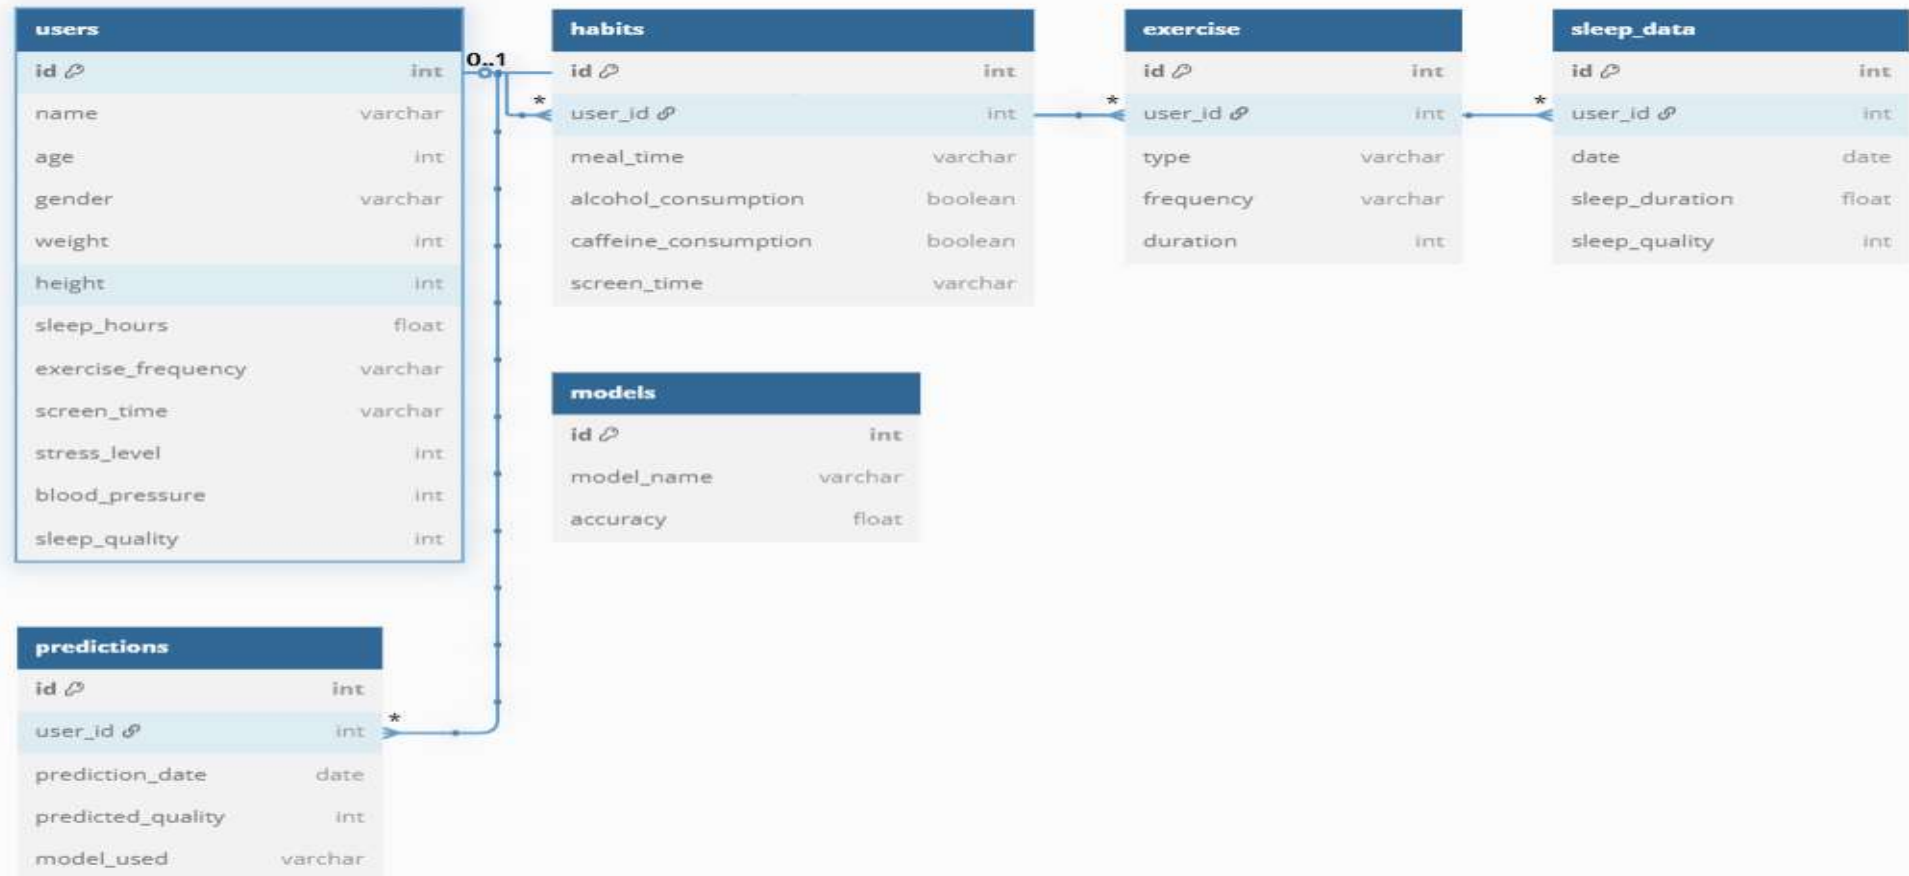 users
id int
name varchar
age int
gender varchar
weight int
height int
sleep_hours float
exercise_frequency varchar
screen_time varchar
stress_level int
blood_pressure int
sleep_quality int
0..1
*
habits
id int
user_id int
meal_time varchar
alcohol_consumption boolean
caffeine_consumption boolean
screen_time varchar
*
exercise
id int
user_id int
type varchar
frequency varchar
duration int
*
sleep_data
id int
user_id int
date date
sleep_duration float
sleep_quality int
models
id int
model_name varchar
accuracy float
predictions
id int
user_id int
*
prediction_date date
predicted_quality int
model_used varchar